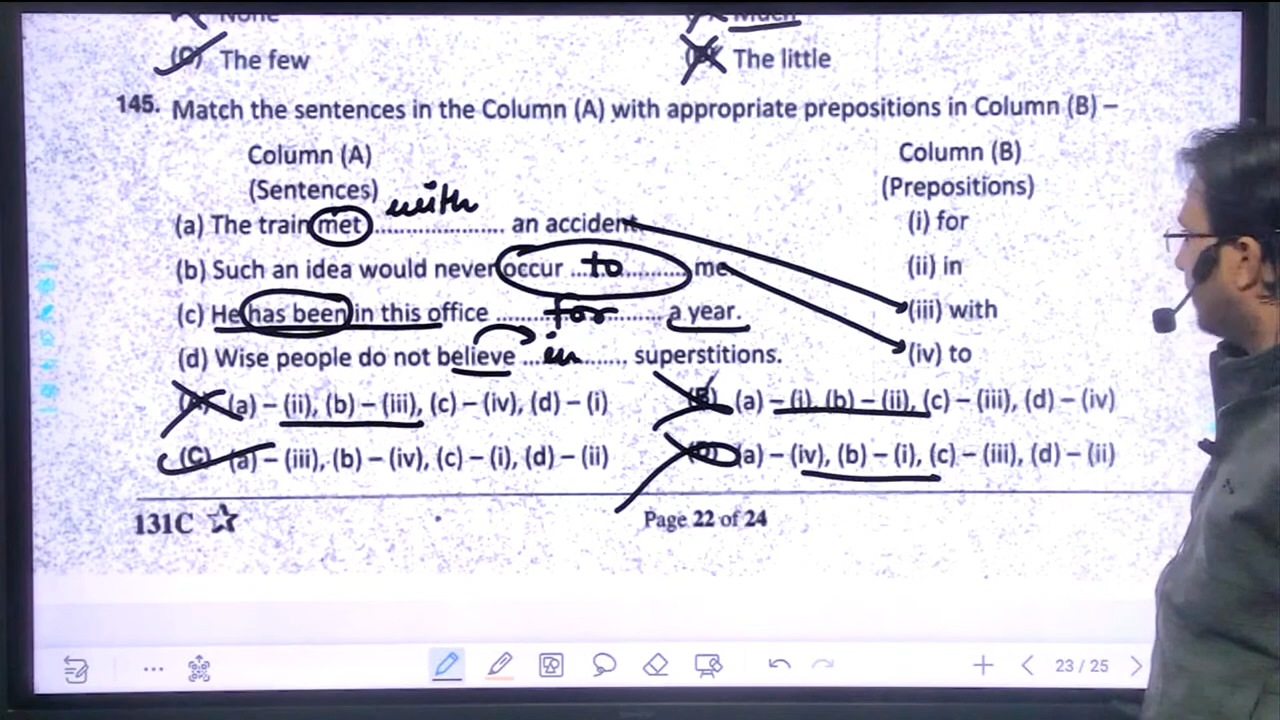 None Much
(C) The few The little
145. Match the sentences in the Column (A) with appropriate prepositions in Column (B) –
Column (A) Column (B)
(Sentences) (Prepositions)
with
(a) The train met ...................... an accident. (i) for
(b) Such an idea would never occur ...to............ me (ii) in
(c) He has been in this office .........for........... a year. (iii) with
(d) Wise people do not believe ...in.......... superstitions. (iv) to
(a) – (ii), (b) – (iii), (c) – (iv), (d) – (i) (B) (a) – (i), (b) – (ii), (c) – (iii), (d) – (iv)
(C) (a) – (iii), (b) – (iv), (c) – (i), (d) – (ii) (D) (a) – (iv), (b) – (i), (c) – (iii), (d) – (ii)
131C Page 22 of 24
23 / 25